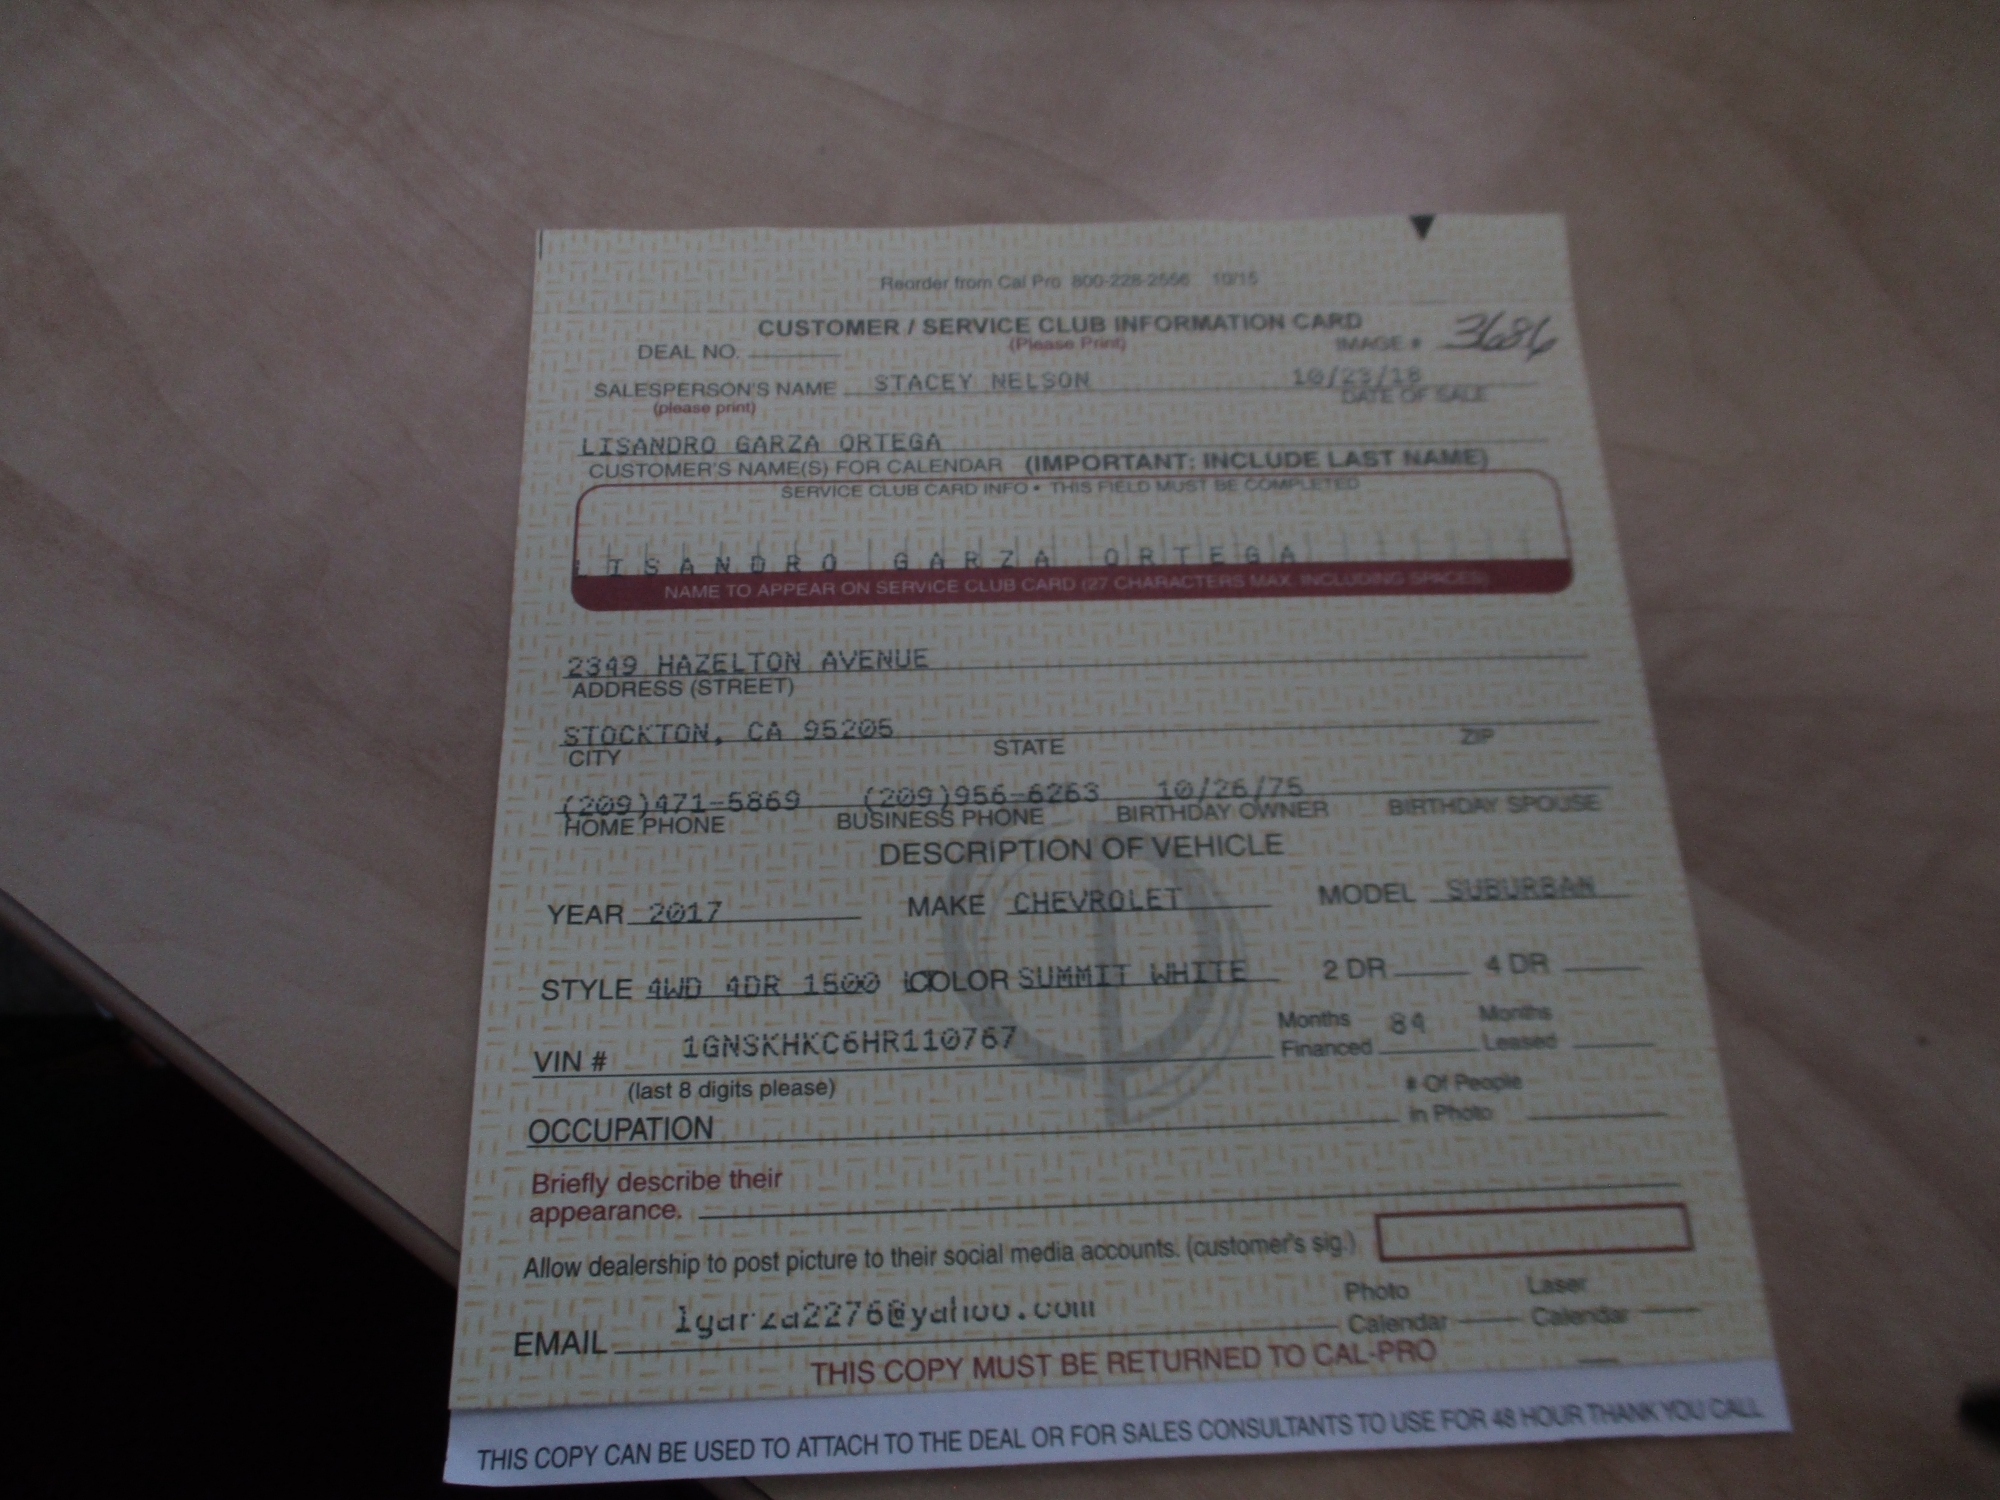 Reorder from Cal Pro 800-228-2556 10/15
CUSTOMER / SERVICE CLUB INFORMATION CARD
(Please Print)
DEAL NO. IMAGE # 3686
SALESPERSON'S NAME STACEY NELSON 10/23/18
(please print) DATE OF SALE
LISANDRO GARZA ORTEGA
CUSTOMER'S NAME(S) FOR CALENDAR (IMPORTANT: INCLUDE LAST NAME)
SERVICE CLUB CARD INFO • THIS FIELD MUST BE COMPLETED
LISANDRO GARZA ORTEGA
NAME TO APPEAR ON SERVICE CLUB CARD (27 CHARACTERS MAX. INCLUDING SPACES)
2349 HAZELTON AVENUE
ADDRESS (STREET)
STOCKTON, CA 95205
CITY STATE ZIP
(209)471-5869 (209)956-6263 10/26/75
HOME PHONE BUSINESS PHONE BIRTHDAY OWNER BIRTHDAY SPOUSE
DESCRIPTION OF VEHICLE
YEAR 2017 MAKE CHEVROLET MODEL SUBURBAN
STYLE 4WD 4DR 1500 COLOR SUMMIT WHITE 2 DR 4 DR
VIN # 1GNSKHKC6HR110767 Months Financed 84 Months Leased
(last 8 digits please)
OCCUPATION # Of People in Photo
Briefly describe their
appearance.
Allow dealership to post picture to their social media accounts. (customer's sig.)
EMAIL lgarza2276@yahoo.com Photo Calendar Laser Calendar
THIS COPY MUST BE RETURNED TO CAL-PRO
THIS COPY CAN BE USED TO ATTACH TO THE DEAL OR FOR SALES CONSULTANTS TO USE FOR 48 HOUR THANK YOU CALL